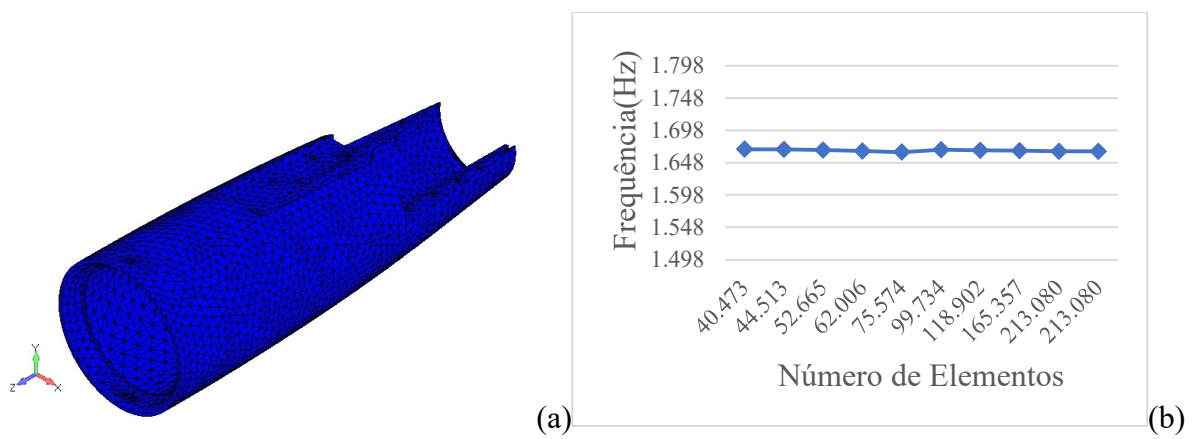 Y
Z
X
(a)
Frequência(Hz)
1.798
1.748
1.698
1.648
1.598
1.548
1.498
40.473
44.513
52.665
62.006
75.574
99.734
118.902
165.357
213.080
213.080
Número de Elementos
(b)